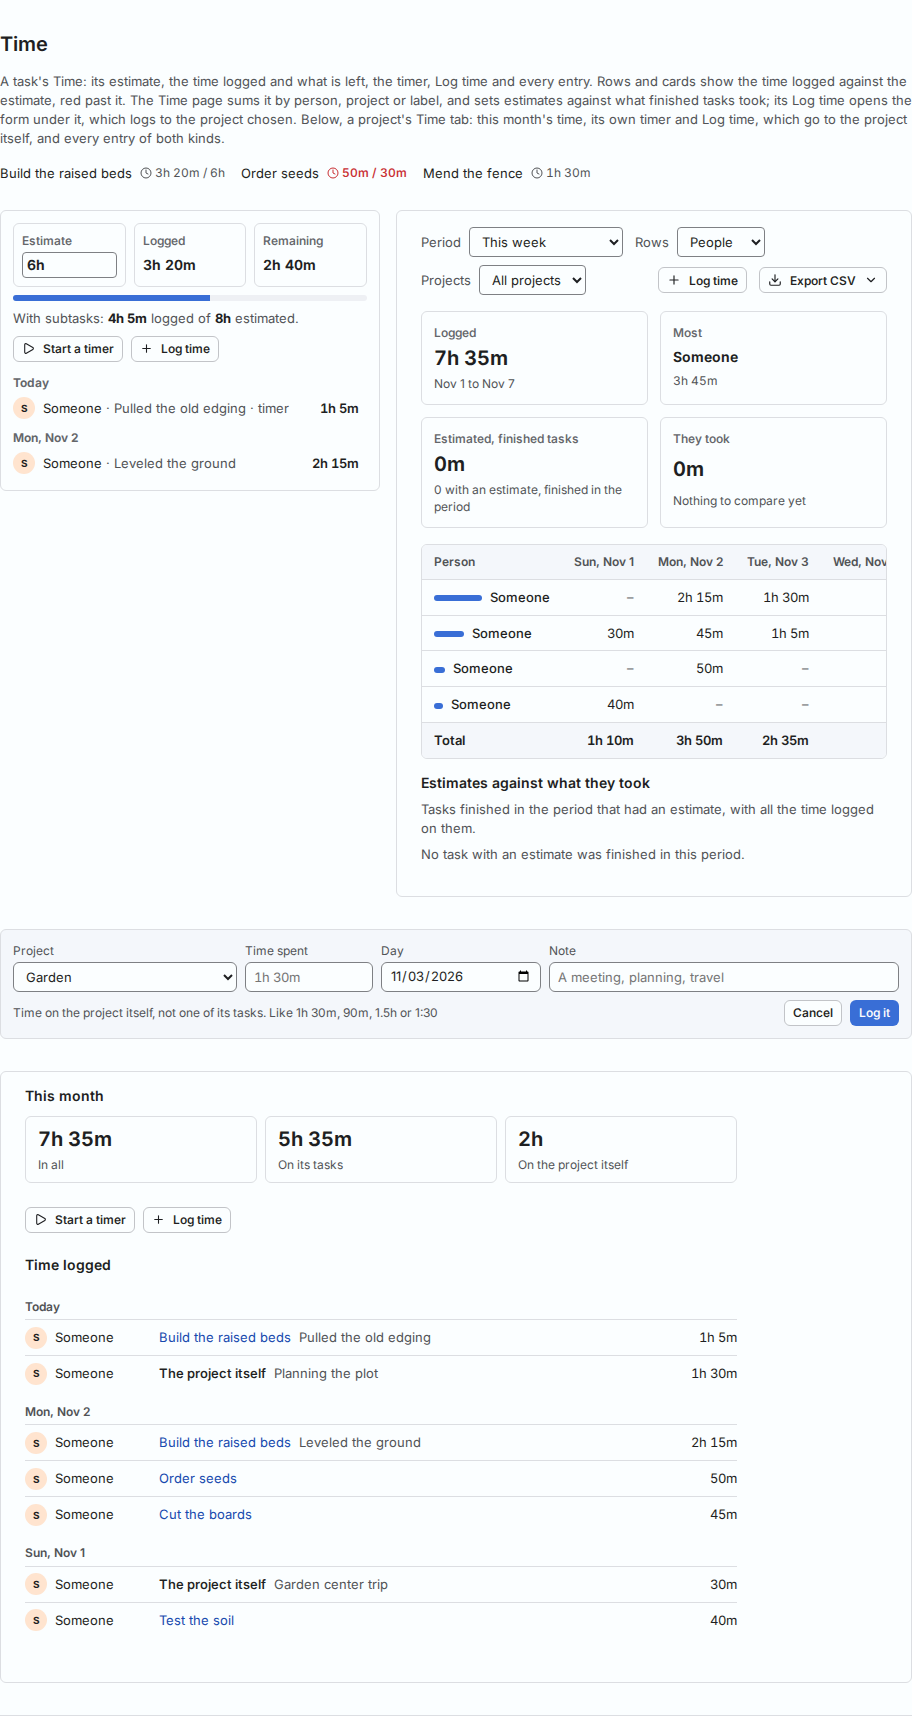 Time
A task's Time: its estimate, the time logged and what is left, the timer, Log time and every entry. Rows and cards show the time logged against the
estimate, red past it. The Time page sums it by person, project or label, and sets estimates against what finished tasks took; its Log time opens the
form under it, which logs to the project chosen. Below, a project's Time tab: this month's time, its own timer and Log time, which go to the project
itself, and every entry of both kinds.
Build the raised beds 3h 20m / 6h Order seeds 50m / 30m Mend the fence 1h 30m
Estimate Logged Remaining
6h 3h 20m 2h 40m
With subtasks: 4h 5m logged of 8h estimated.
Start a timer Log time
Today
S Someone · Pulled the old edging · timer 1h 5m
Mon, Nov 2
S Someone · Leveled the ground 2h 15m
Period This week Rows People
Projects All projects Log time Export CSV
Logged Most
7h 35m Someone
Nov 1 to Nov 7 3h 45m
Estimated, finished tasks They took
0m 0m
0 with an estimate, finished in the
period
Nothing to compare yet
Person Sun, Nov 1 Mon, Nov 2 Tue, Nov 3 Wed, Nov
Someone – 2h 15m 1h 30m
Someone 30m 45m 1h 5m
Someone – 50m –
Someone 40m – –
Total 1h 10m 3h 50m 2h 35m
Estimates against what they took
Tasks finished in the period that had an estimate, with all the time logged
on them.
No task with an estimate was finished in this period.
Project Time spent Day Note
Garden 1h 30m 11/03/2026 A meeting, planning, travel
Time on the project itself, not one of its tasks. Like 1h 30m, 90m, 1.5h or 1:30 Cancel Log it
This month
7h 35m 5h 35m 2h
In all On its tasks On the project itself
Start a timer Log time
Time logged
Today
S Someone Build the raised beds Pulled the old edging 1h 5m
S Someone The project itself Planning the plot 1h 30m
Mon, Nov 2
S Someone Build the raised beds Leveled the ground 2h 15m
S Someone Order seeds 50m
S Someone Cut the boards 45m
Sun, Nov 1
S Someone The project itself Garden center trip 30m
S Someone Test the soil 40m